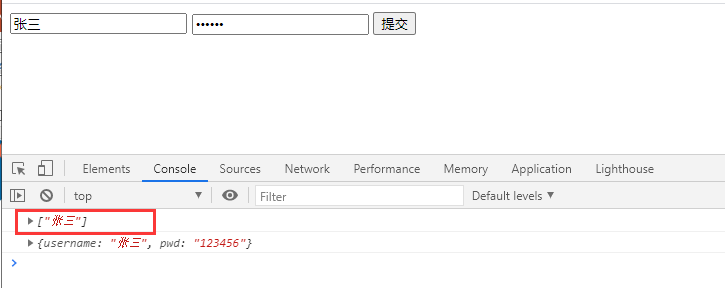 张三 •••••• 提交
Elements Console Sources Network Performance Memory Application Lighthouse
top Filter Default levels
["张三"]
{username: "张三", pwd: "123456"}